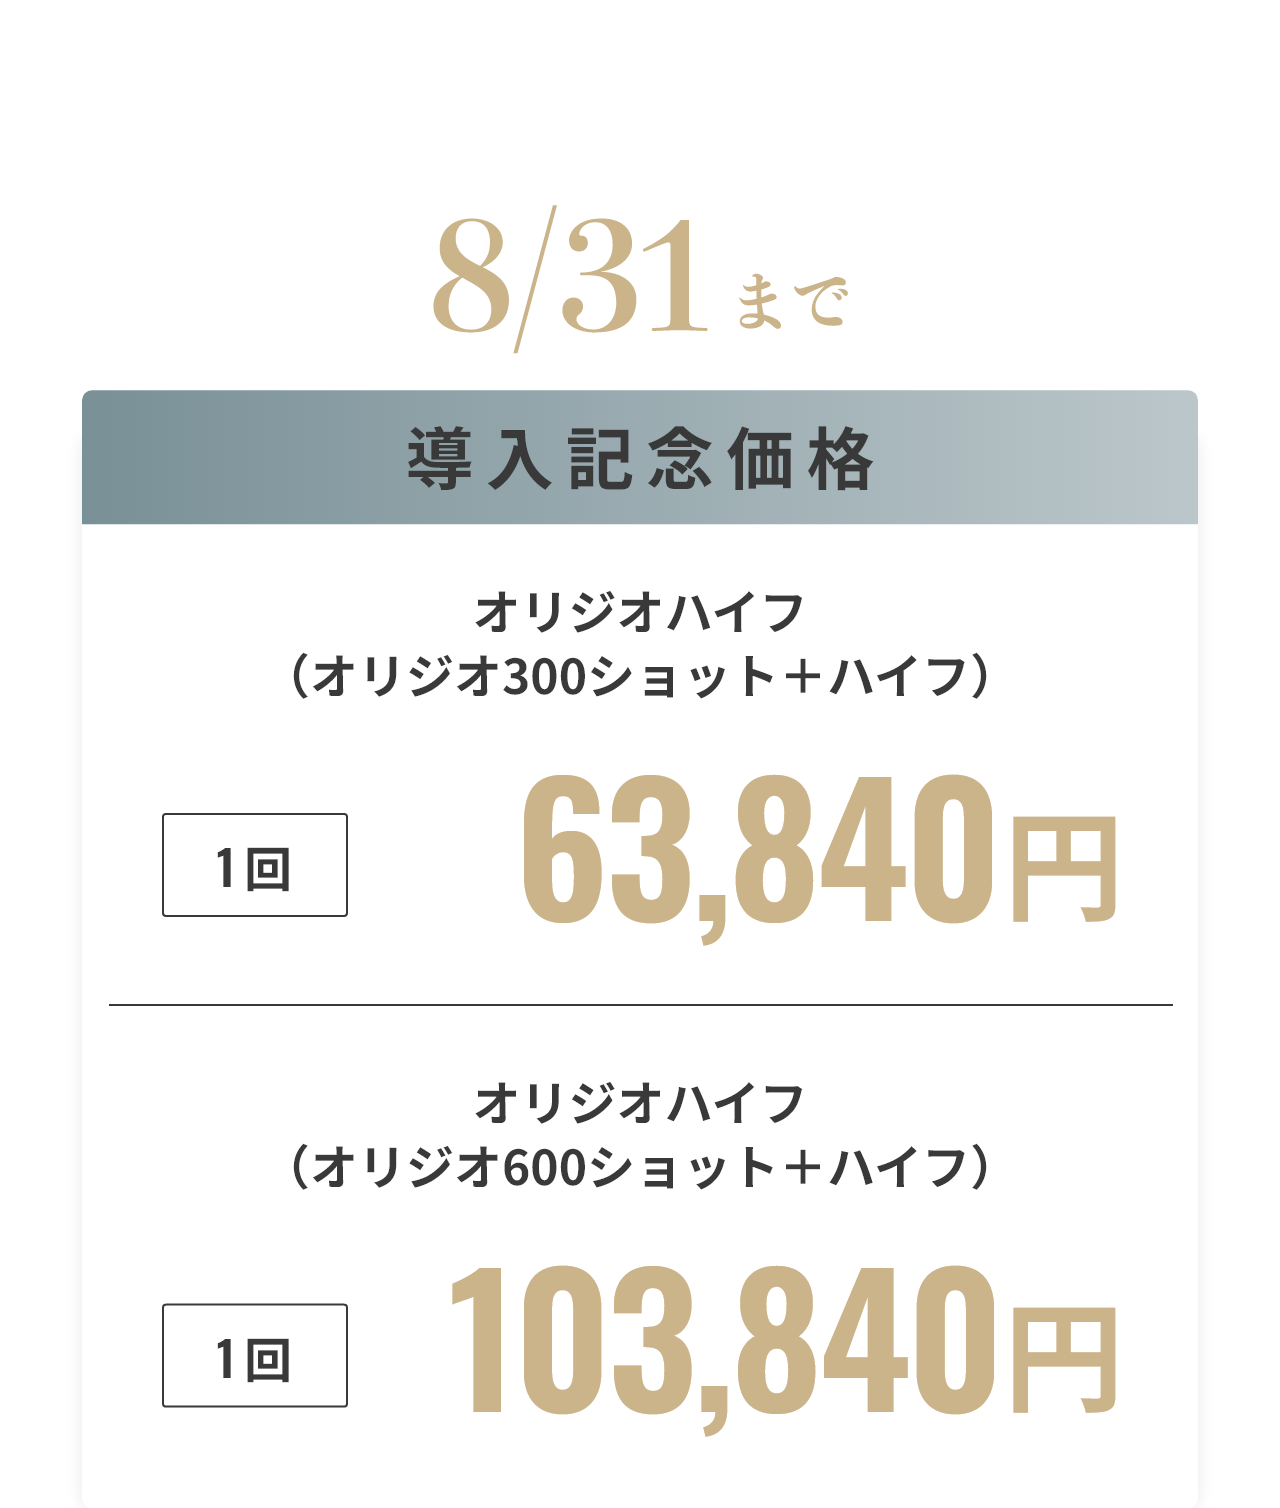 8/31まで
導入記念価格
オリジオハイフ
（オリジオ300ショット＋ハイフ）
1回 63,840円
オリジオハイフ
（オリジオ600ショット＋ハイフ）
1回 103,840円